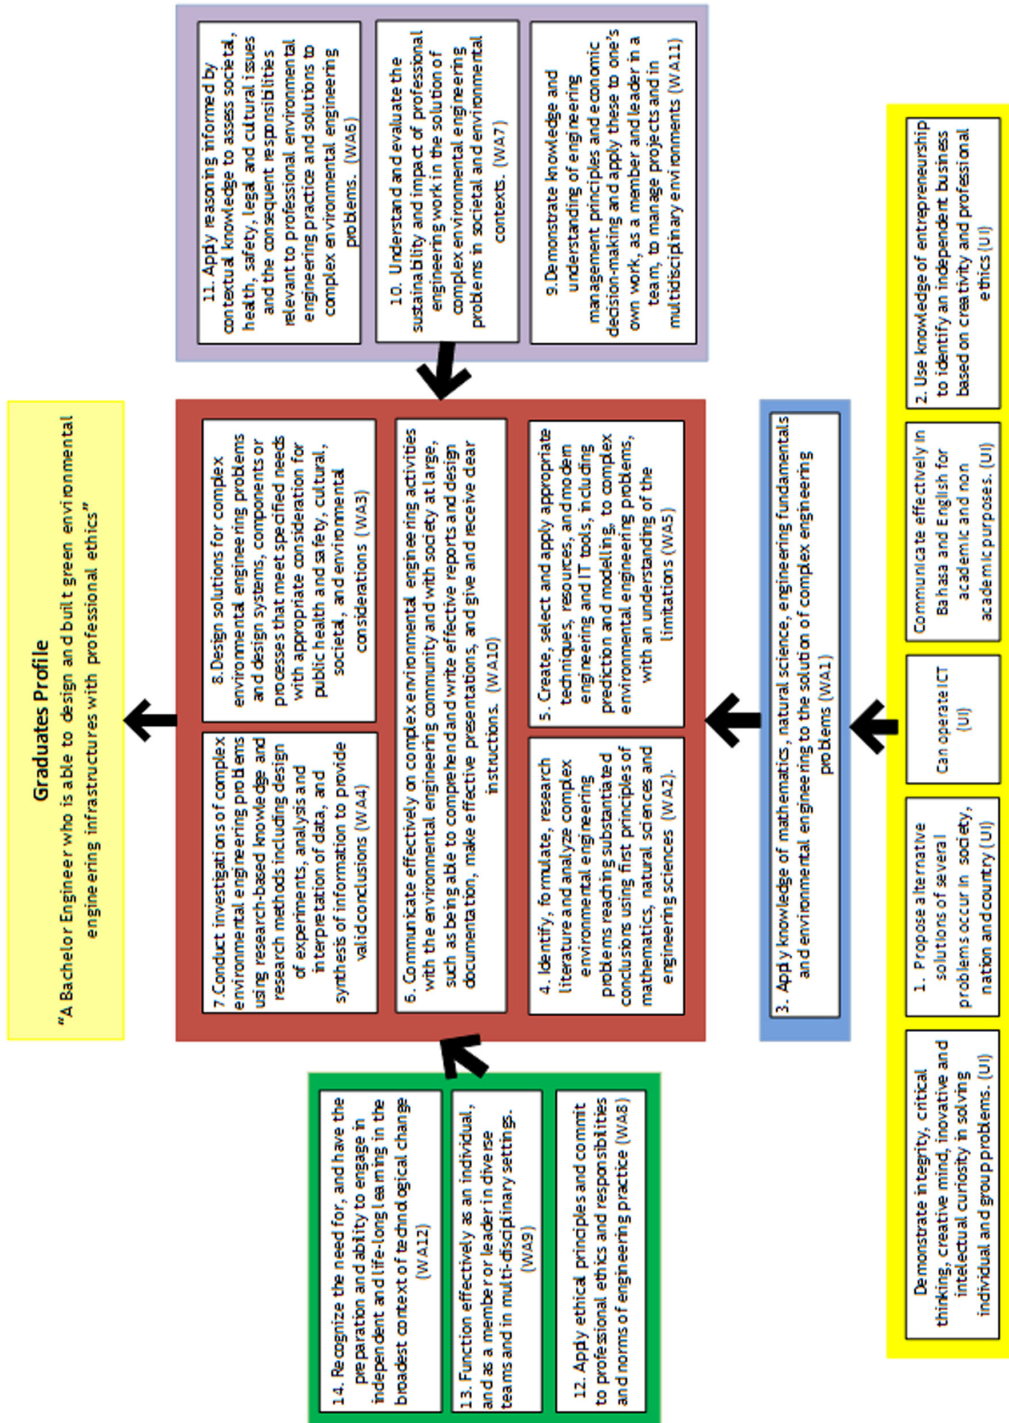 Graduates Profile
“A Bachelor Engineer who is able to design and built green environmental
engineering infrastructures with professional ethics”
14. Recognize the need for, and have the
preparation and ability to engage in
independent and life-long learning in the
broadest context of technological change
(WA12)
13. Function effectively as an individual,
and as a member or leader in diverse
teams and in multi-disciplinary settings.
(WA9)
12. Apply ethical principles and commit
to professional ethics and responsibilities
and norms of engineering practice (WA8)
7.Conduct investigations of complex
environmental engineering problems
using research-based knowledge and
research methods including design
of experiments, analysis and
interpretation of data, and
synthesis of information to provide
valid conclusions (WA4)
8.Design solutions for complex
environmental engineering problems
and design systems, components or
processes that meet specified needs
with appropriate consideration for
public health and safety, cultural,
societal, and environmental
considerations (WA3)
6. Communicate effectively on complex environmental engineering activities
with the environmental engineering community and with society at large,
such as being able to comprehend and write effective reports and design
documentation, make effective presentations, and give and receive clear
instructions. (WA10)
4. Identify, formulate, research
literature and analyze complex
environmental engineering
problems reaching substantiated
conclusions using first principles of
mathematics, natural sciences and
engineering sciences (WA2).
5. Create, select and apply appropriate
techniques, resources, and modern
engineering and IT tools, including
prediction and modelling, to complex
environmental engineering problems,
with an understanding of the
limitations (WA5)
11. Apply reasoning informed by
contextual knowledge to assess societal,
health, safety, legal and cultural issues
and the consequent responsibilities
relevant to professional environmental
engineering practice and solutions to
complex environmental engineering
problems. (WA6)
10. Understand and evaluate the
sustainability and impact of professional
engineering work in the solution of
complex environmental engineering
problems in societal and environmental
contexts. (WA7)
9.Demonstrate knowledge and
understanding of engineering
management principles and economic
decision-making and apply these to one’s
own work, as a member and leader in a
team, to manage projects and in
multidisciplinary environments (WA11)
3. Apply knowledge of mathematics, natural science, engineering fundamentals
and environmental engineering to the solution of complex engineering
problems (WA1)
Demonstrate integrity, critical
thinking, creative mind, inovative and
intelectual curiosity in solving
individual and group problems. (UI)
1. Propose alternative
solutions of several
problems occur in society,
nation and country (UI)
Can operate ICT
(UI)
Communicate effectively in
Bahasa and English for
academic and non
academic purposes. (UI)
2. Use knowledge of entrepreneurship
to identify an independent business
based on creativity and professional
ethics (UI)